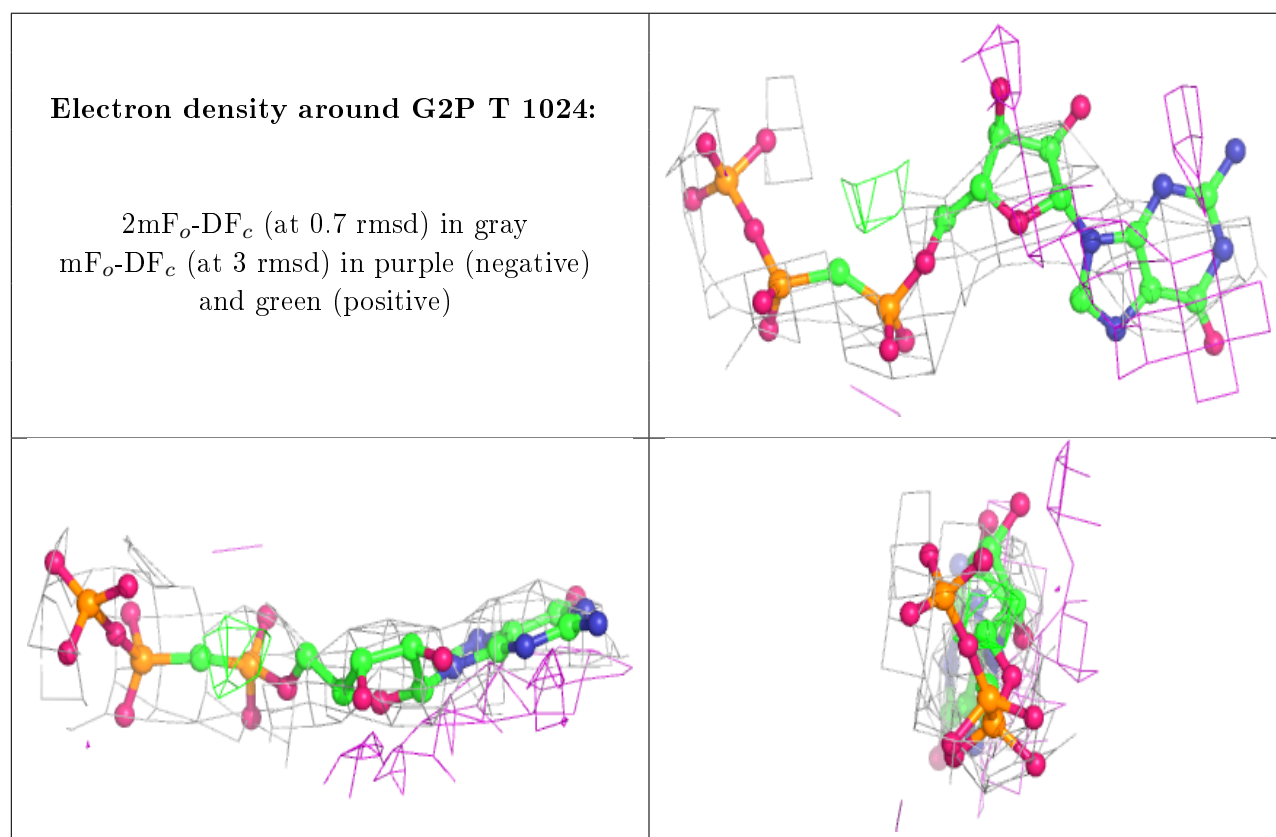 Electron density around G2P T 1024:
2mFo-DFc (at 0.7 rmsd) in gray
mFo-DFc (at 3 rmsd) in purple (negative)
and green (positive)